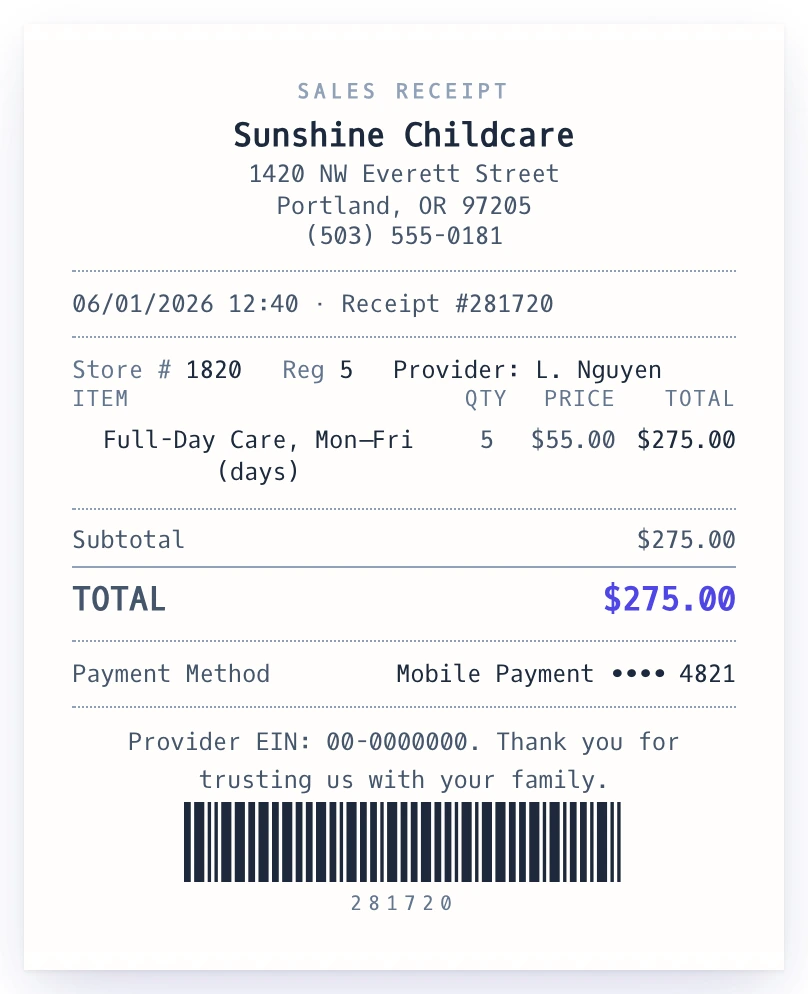 SALES RECEIPT
Sunshine Childcare
1420 NW Everett Street
Portland, OR 97205
(503) 555-0181
06/01/2026 12:40 · Receipt #281720
Store # 1820 Reg 5 Provider: L. Nguyen
ITEM QTY PRICE TOTAL
Full-Day Care, Mon–Fri 5 $55.00 $275.00
(days)
Subtotal $275.00
TOTAL $275.00
Payment Method Mobile Payment •••• 4821
Provider EIN: 00-0000000. Thank you for
trusting us with your family.
281720